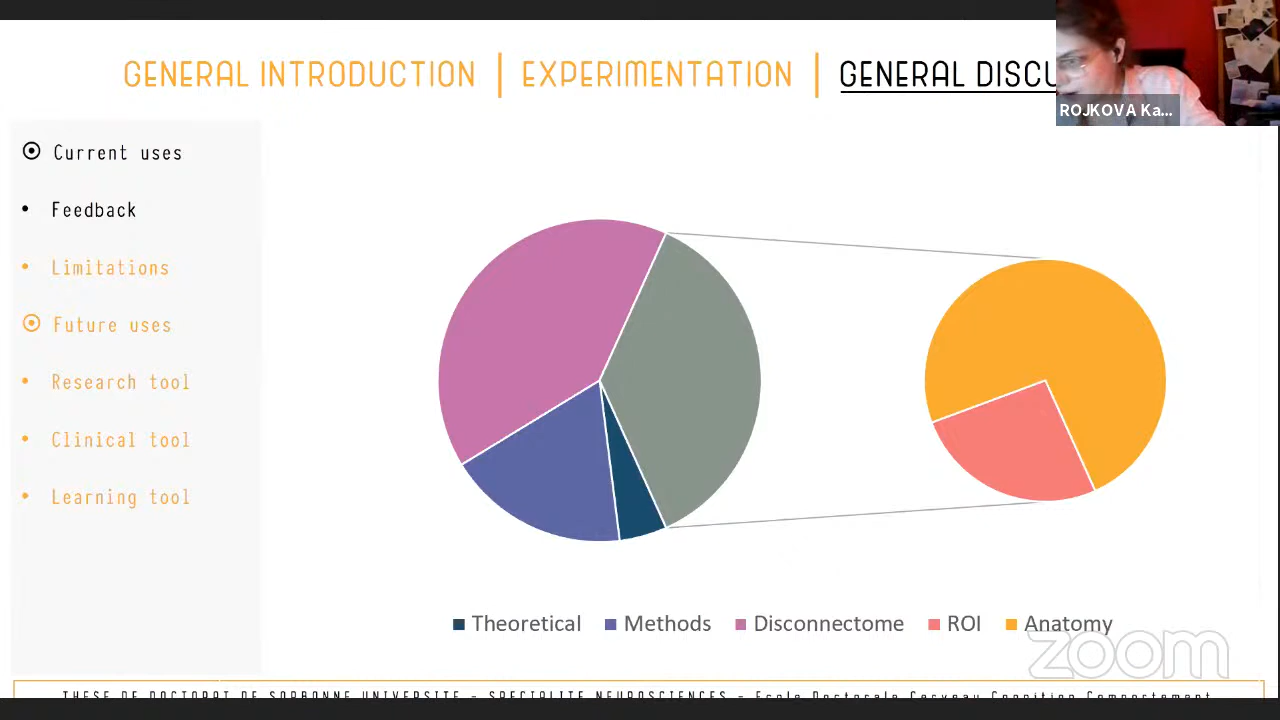 GENERAL INTRODUCTION | EXPERIMENTATION | GENERAL DISCU
ROJKOVA Ka...
Current uses
• Feedback
• Limitations
Future uses
• Research tool
• Clinical tool
• Learning tool
Theoretical Methods Disconnectome ROI Anatomy
zoom
THESE DE DOCTORAT DE SORBONNE UNIVERSITE - SPECIALITE NEUROSCIENCES - Ecole Doctorale Cerveau Cognition Comportement